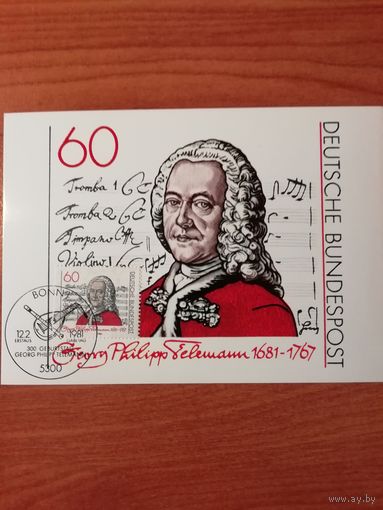 60
DEUTSCHE BUNDESPOST
Tromba 1
Tromba 2
Timpano
Violino 1
60
DEUTSCHE BUNDESPOST
BONN
12.2.1981
ERSTAUSGABE
300 GEBURTSTAG
GEORG PHILIPP TELEMANN
5300
Georg Philipp Telemann 1681-1767
ay.by